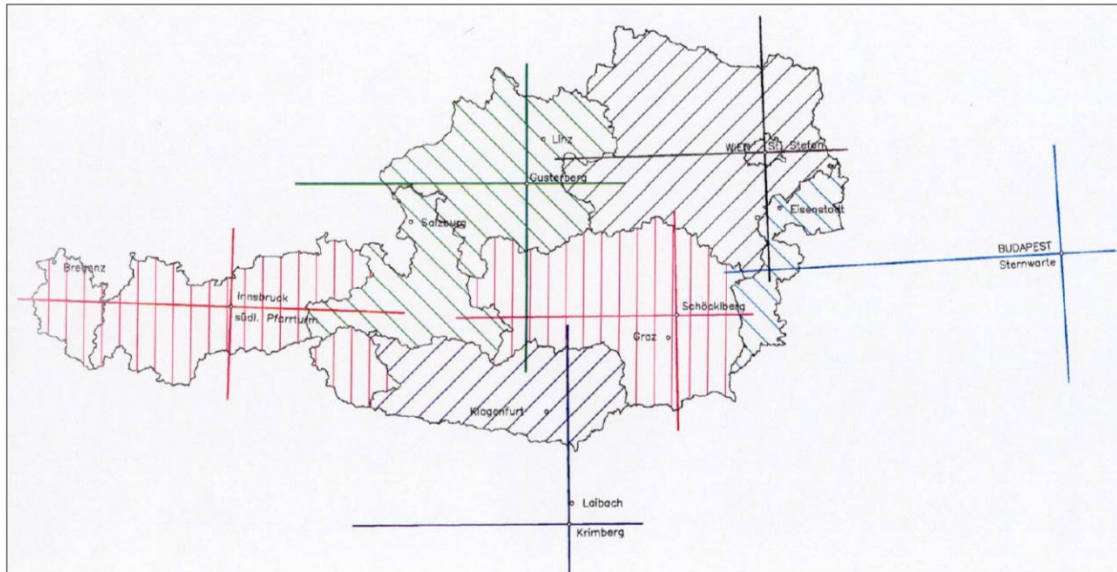 Linz
WIEN St. Stefan
Gusterberg
Salzburg
Eisenstadt
BUDAPEST
Sternwarte
Bregenz
Innsbruck
südl. Pfarrturm
Schöcklberg
Graz
Klagenfurt
Laibach
Krimberg